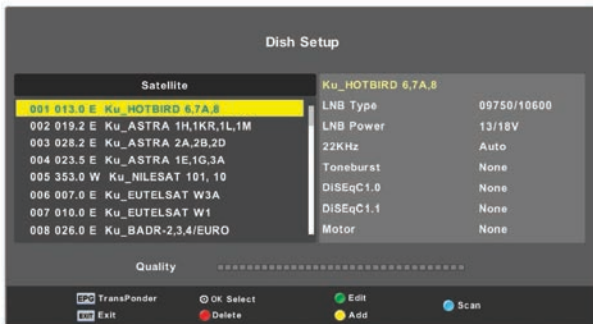 Dish Setup
Satellite
001 013.0 E Ku_HOTBIRD 6,7A,8
002 019.2 E Ku_ASTRA 1H,1KR,1L,1M
003 028.2 E Ku_ASTRA 2A,2B,2D
004 023.5 E Ku_ASTRA 1E,1G,3A
005 353.0 W Ku_NILESAT 101, 10
006 007.0 E Ku_EUTELSAT W3A
007 010.0 E Ku_EUTELSAT W1
008 026.0 E Ku_BADR-2,3,4/EURO
Ku_HOTBIRD 6,7A,8
LNB Type 09750/10600
LNB Power 13/18V
22KHz Auto
Toneburst None
DiSEqC1.0 None
DiSEqC1.1 None
Motor None
Quality
EPG TransPonder OK Select Edit Scan
EXIT Exit Delete Add